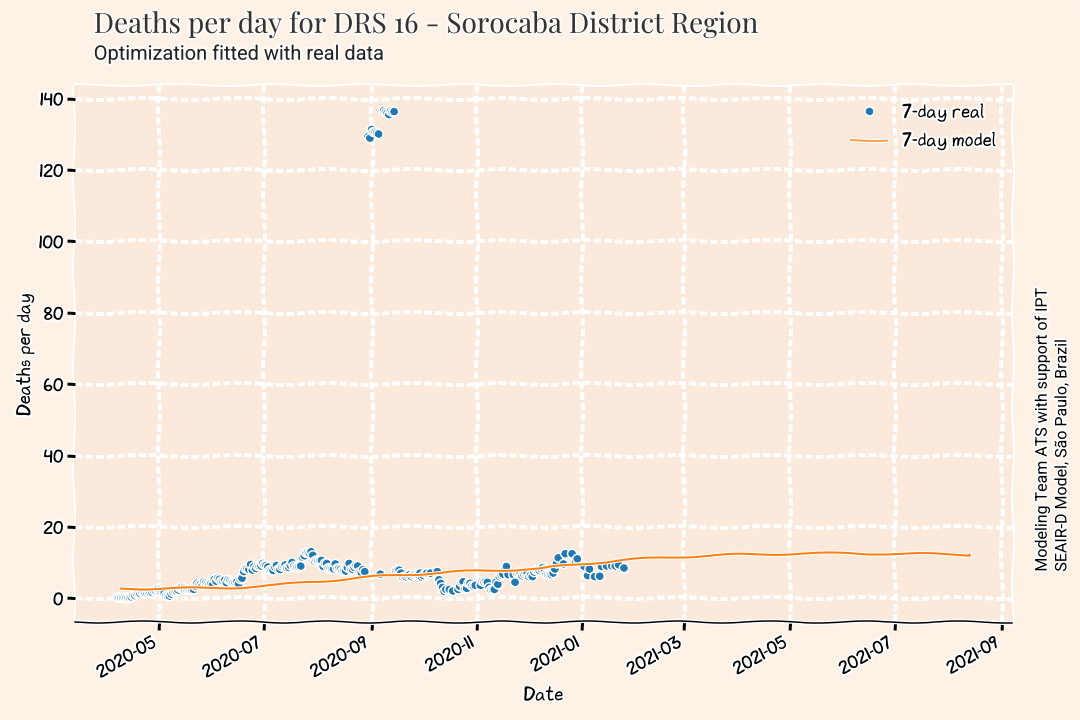 Deaths per day for DRS 16 - Sorocaba District Region
Optimization fitted with real data
7-day real
7-day model
140
120
100
80
60
40
20
0
Deaths per day
2020-05
2020-07
2020-09
2020-11
2021-01
2021-03
2021-05
2021-07
2021-09
Date
Modeling Team ATS with support of IPT
SEAIR-D Model, São Paulo, Brazil